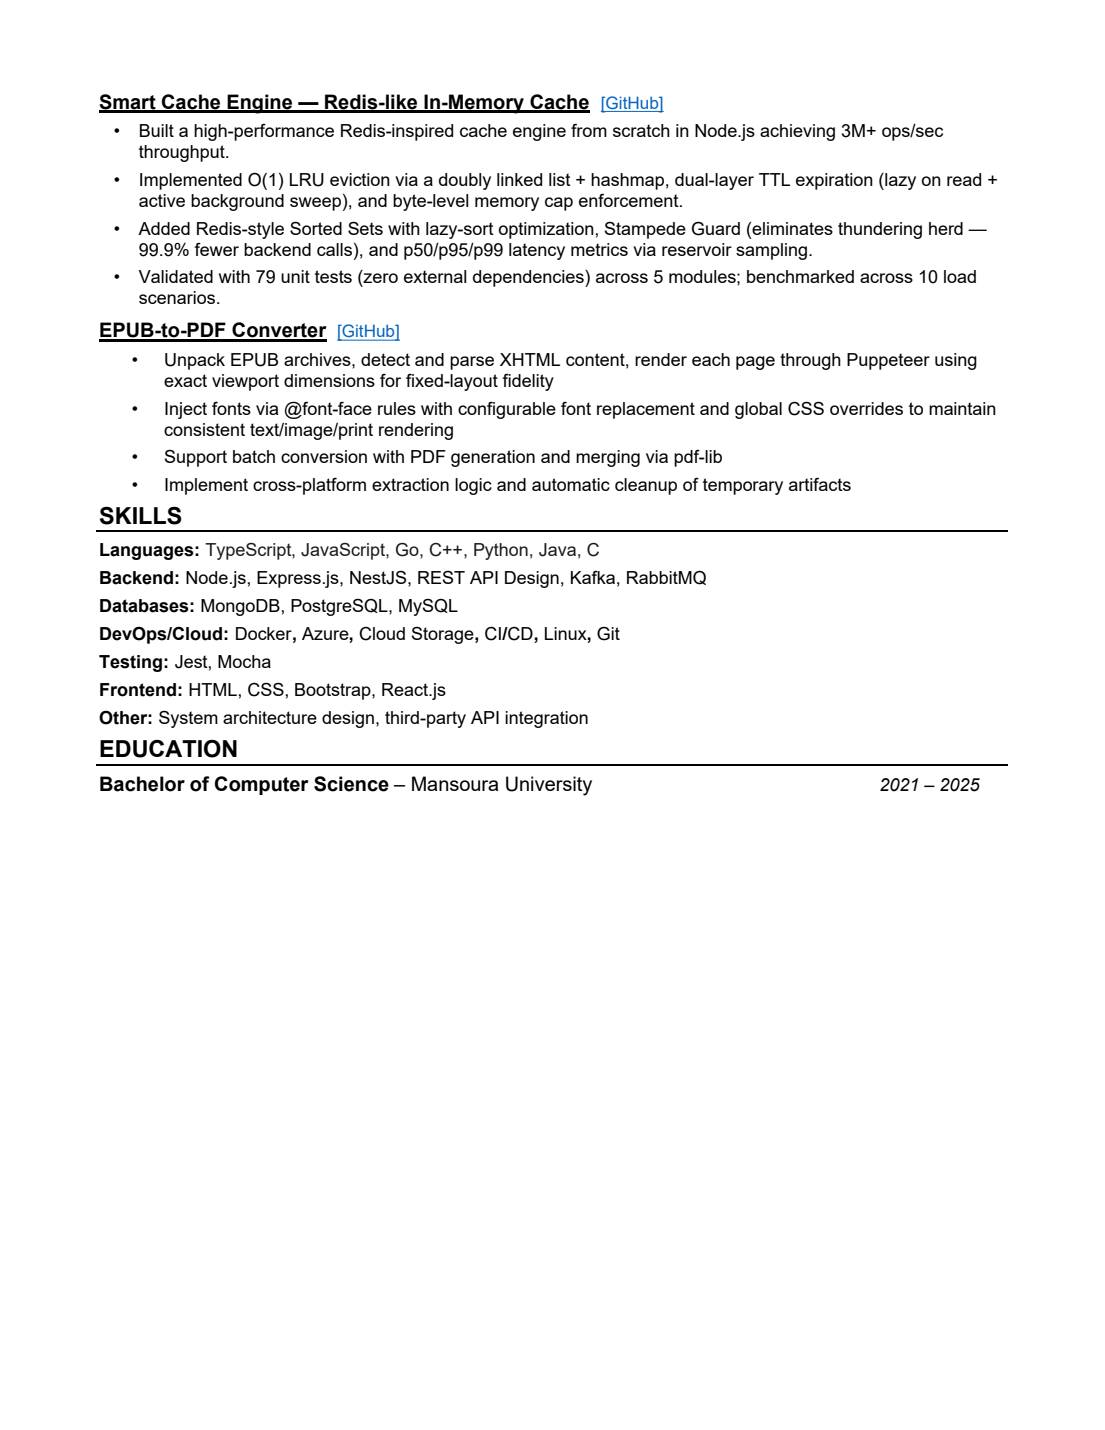 Smart Cache Engine — Redis-like In-Memory Cache [GitHub]
• Built a high-performance Redis-inspired cache engine from scratch in Node.js achieving 3M+ ops/sec
throughput.
• Implemented O(1) LRU eviction via a doubly linked list + hashmap, dual-layer TTL expiration (lazy on read +
active background sweep), and byte-level memory cap enforcement.
• Added Redis-style Sorted Sets with lazy-sort optimization, Stampede Guard (eliminates thundering herd —
99.9% fewer backend calls), and p50/p95/p99 latency metrics via reservoir sampling.
• Validated with 79 unit tests (zero external dependencies) across 5 modules; benchmarked across 10 load
scenarios.
EPUB-to-PDF Converter [GitHub]
• Unpack EPUB archives, detect and parse XHTML content, render each page through Puppeteer using
exact viewport dimensions for fixed-layout fidelity
• Inject fonts via @font-face rules with configurable font replacement and global CSS overrides to maintain
consistent text/image/print rendering
• Support batch conversion with PDF generation and merging via pdf-lib
• Implement cross-platform extraction logic and automatic cleanup of temporary artifacts
SKILLS
Languages: TypeScript, JavaScript, Go, C++, Python, Java, C
Backend: Node.js, Express.js, NestJS, REST API Design, Kafka, RabbitMQ
Databases: MongoDB, PostgreSQL, MySQL
DevOps/Cloud: Docker, Azure, Cloud Storage, CI/CD, Linux, Git
Testing: Jest, Mocha
Frontend: HTML, CSS, Bootstrap, React.js
Other: System architecture design, third-party API integration
EDUCATION
Bachelor of Computer Science – Mansoura University 2021 – 2025